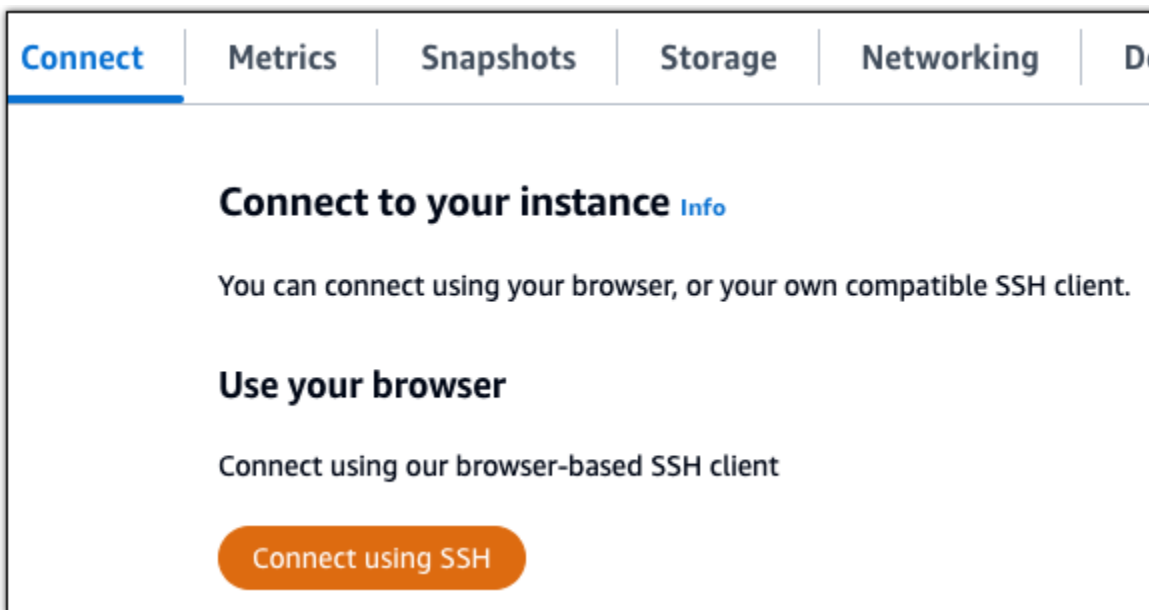 Connect Metrics Snapshots Storage Networking
Connect to your instance Info
You can connect using your browser, or your own compatible SSH client.
Use your browser
Connect using our browser-based SSH client
Connect using SSH